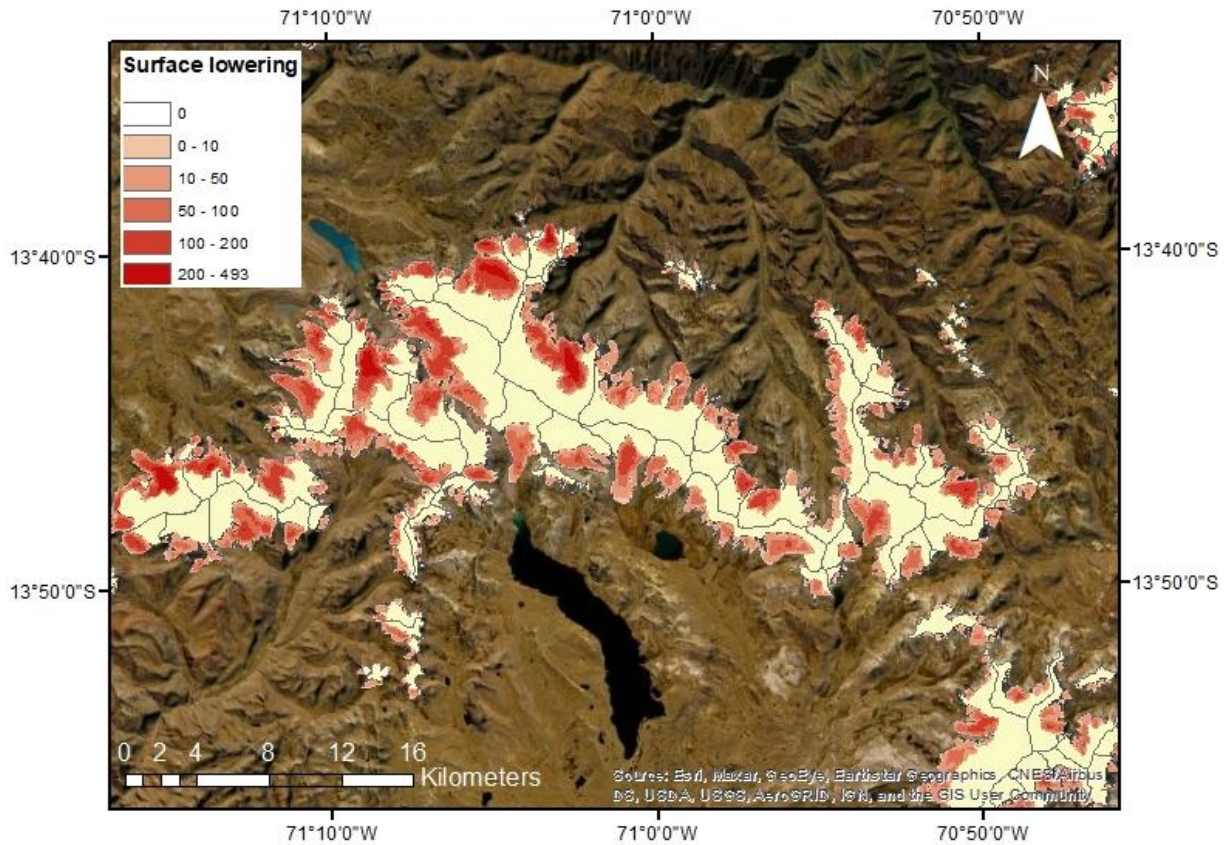 71°10'0"W 71°0'0"W 70°50'0"W
Surface lowering
0
0 - 10
10 - 50
50 - 100
100 - 200
200 - 493
N
13°40'0"S 13°40'0"S
13°50'0"S 13°50'0"S
0 2 4 8 12 16
Kilometers
Source: Esri, Maxar, GeoEye, Earthstar Geographics, CNES/Airbus
DS, USDA, USGS, AeroGRID, IGN, and the GIS User Community
71°10'0"W 71°0'0"W 70°50'0"W